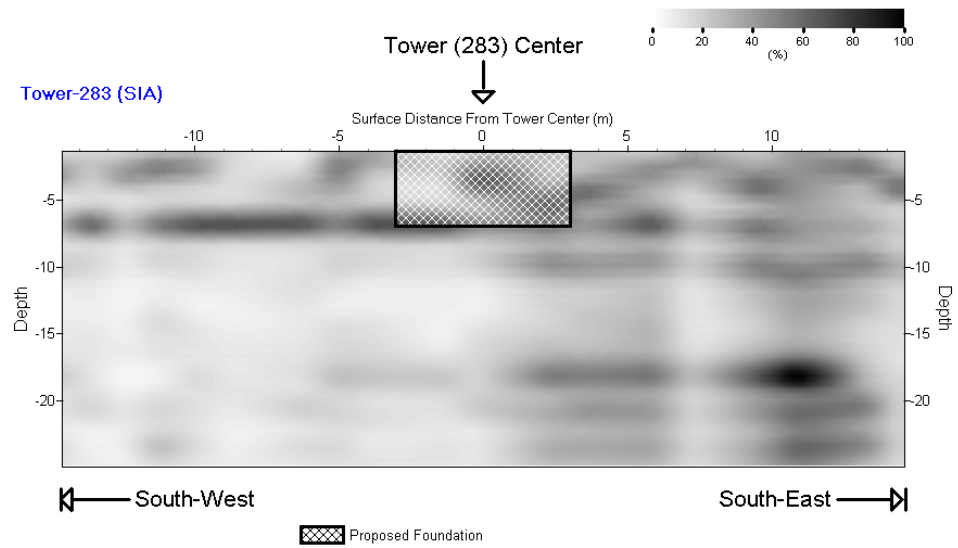 0 20 40 60 80 100
(%)
Tower (283) Center
Tower-283 (SIA)
Surface Distance From Tower Center (m)
-10 -5 0 5 10
-5 -5
-10 -10
Depth Depth
-15 -15
-20 -20
South-West South-East
Proposed Foundation